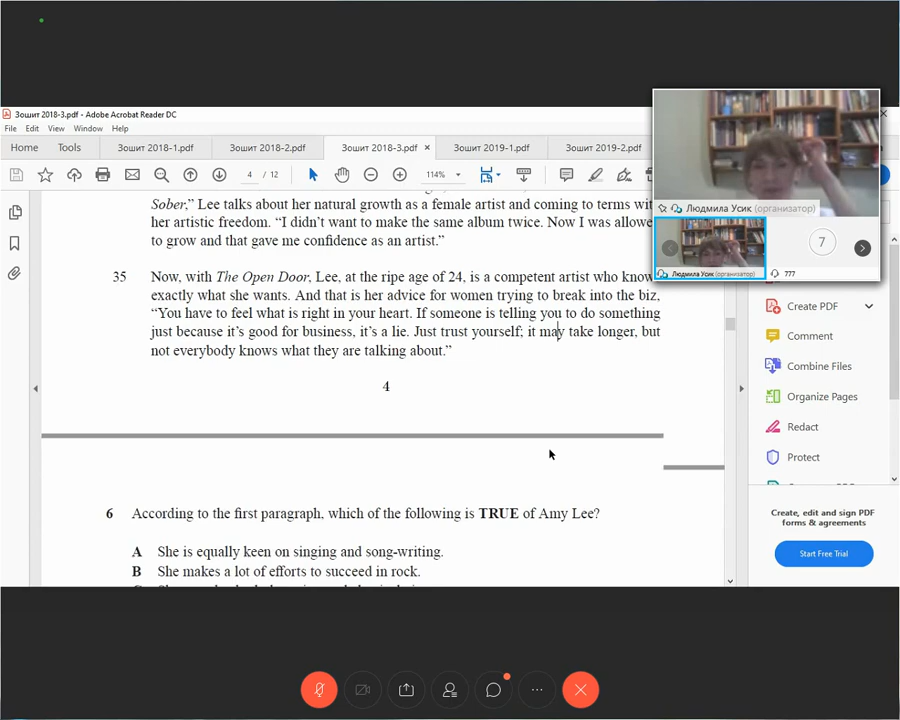 Зошит 2018-3.pdf - Adobe Acrobat Reader DC
File Edit View Window Help
Home Tools Зошит 2018-1.pdf Зошит 2018-2.pdf Зошит 2018-3.pdf × Зошит 2019-1.pdf Зошит 2019-2.pdf
4 / 12 114%
Sober,” Lee talks about her natural growth as a female artist and coming to terms with
her artistic freedom. “I didn’t want to make the same album twice. Now I was allowe
to grow and that gave me confidence as an artist.”
35 Now, with The Open Door, Lee, at the ripe age of 24, is a competent artist who know
exactly what she wants. And that is her advice for women trying to break into the biz,
“You have to feel what is right in your heart. If someone is telling you to do something
just because it’s good for business, it’s a lie. Just trust yourself; it may take longer, but
not everybody knows what they are talking about.”
4
6 According to the first paragraph, which of the following is TRUE of Amy Lee?
A She is equally keen on singing and song-writing.
B She makes a lot of efforts to succeed in rock.
Людмила Усик (организатор)
7
Людмила Усик (организатор) 777
Create PDF
Comment
Combine Files
Organize Pages
Redact
Protect
Create, edit and sign PDF
forms & agreements
Start Free Trial